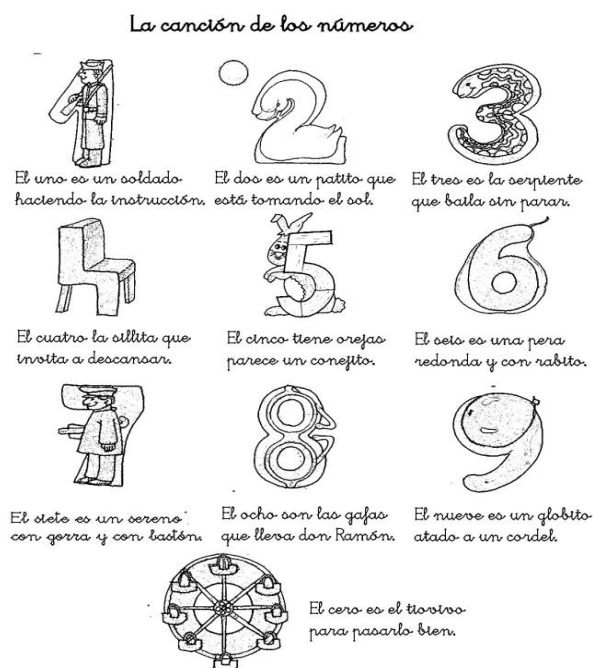 La canción de los números
El uno es un soldado
haciendo la instrucción.
El dos es un patito que
está tomando el sol.
El tres es la serpiente
que baila sin parar.
El cuatro la sillita que
invita a descansar.
El cinco tiene orejas
parece un conejito.
El seis es una pera
redonda y con rabito.
El siete es un sereno
con gorra y con bastón.
El ocho son las gafas
que lleva don Ramón.
El nueve es un globito
atado a un cordel.
El cero es el tiovivo
para pasarlo bien.